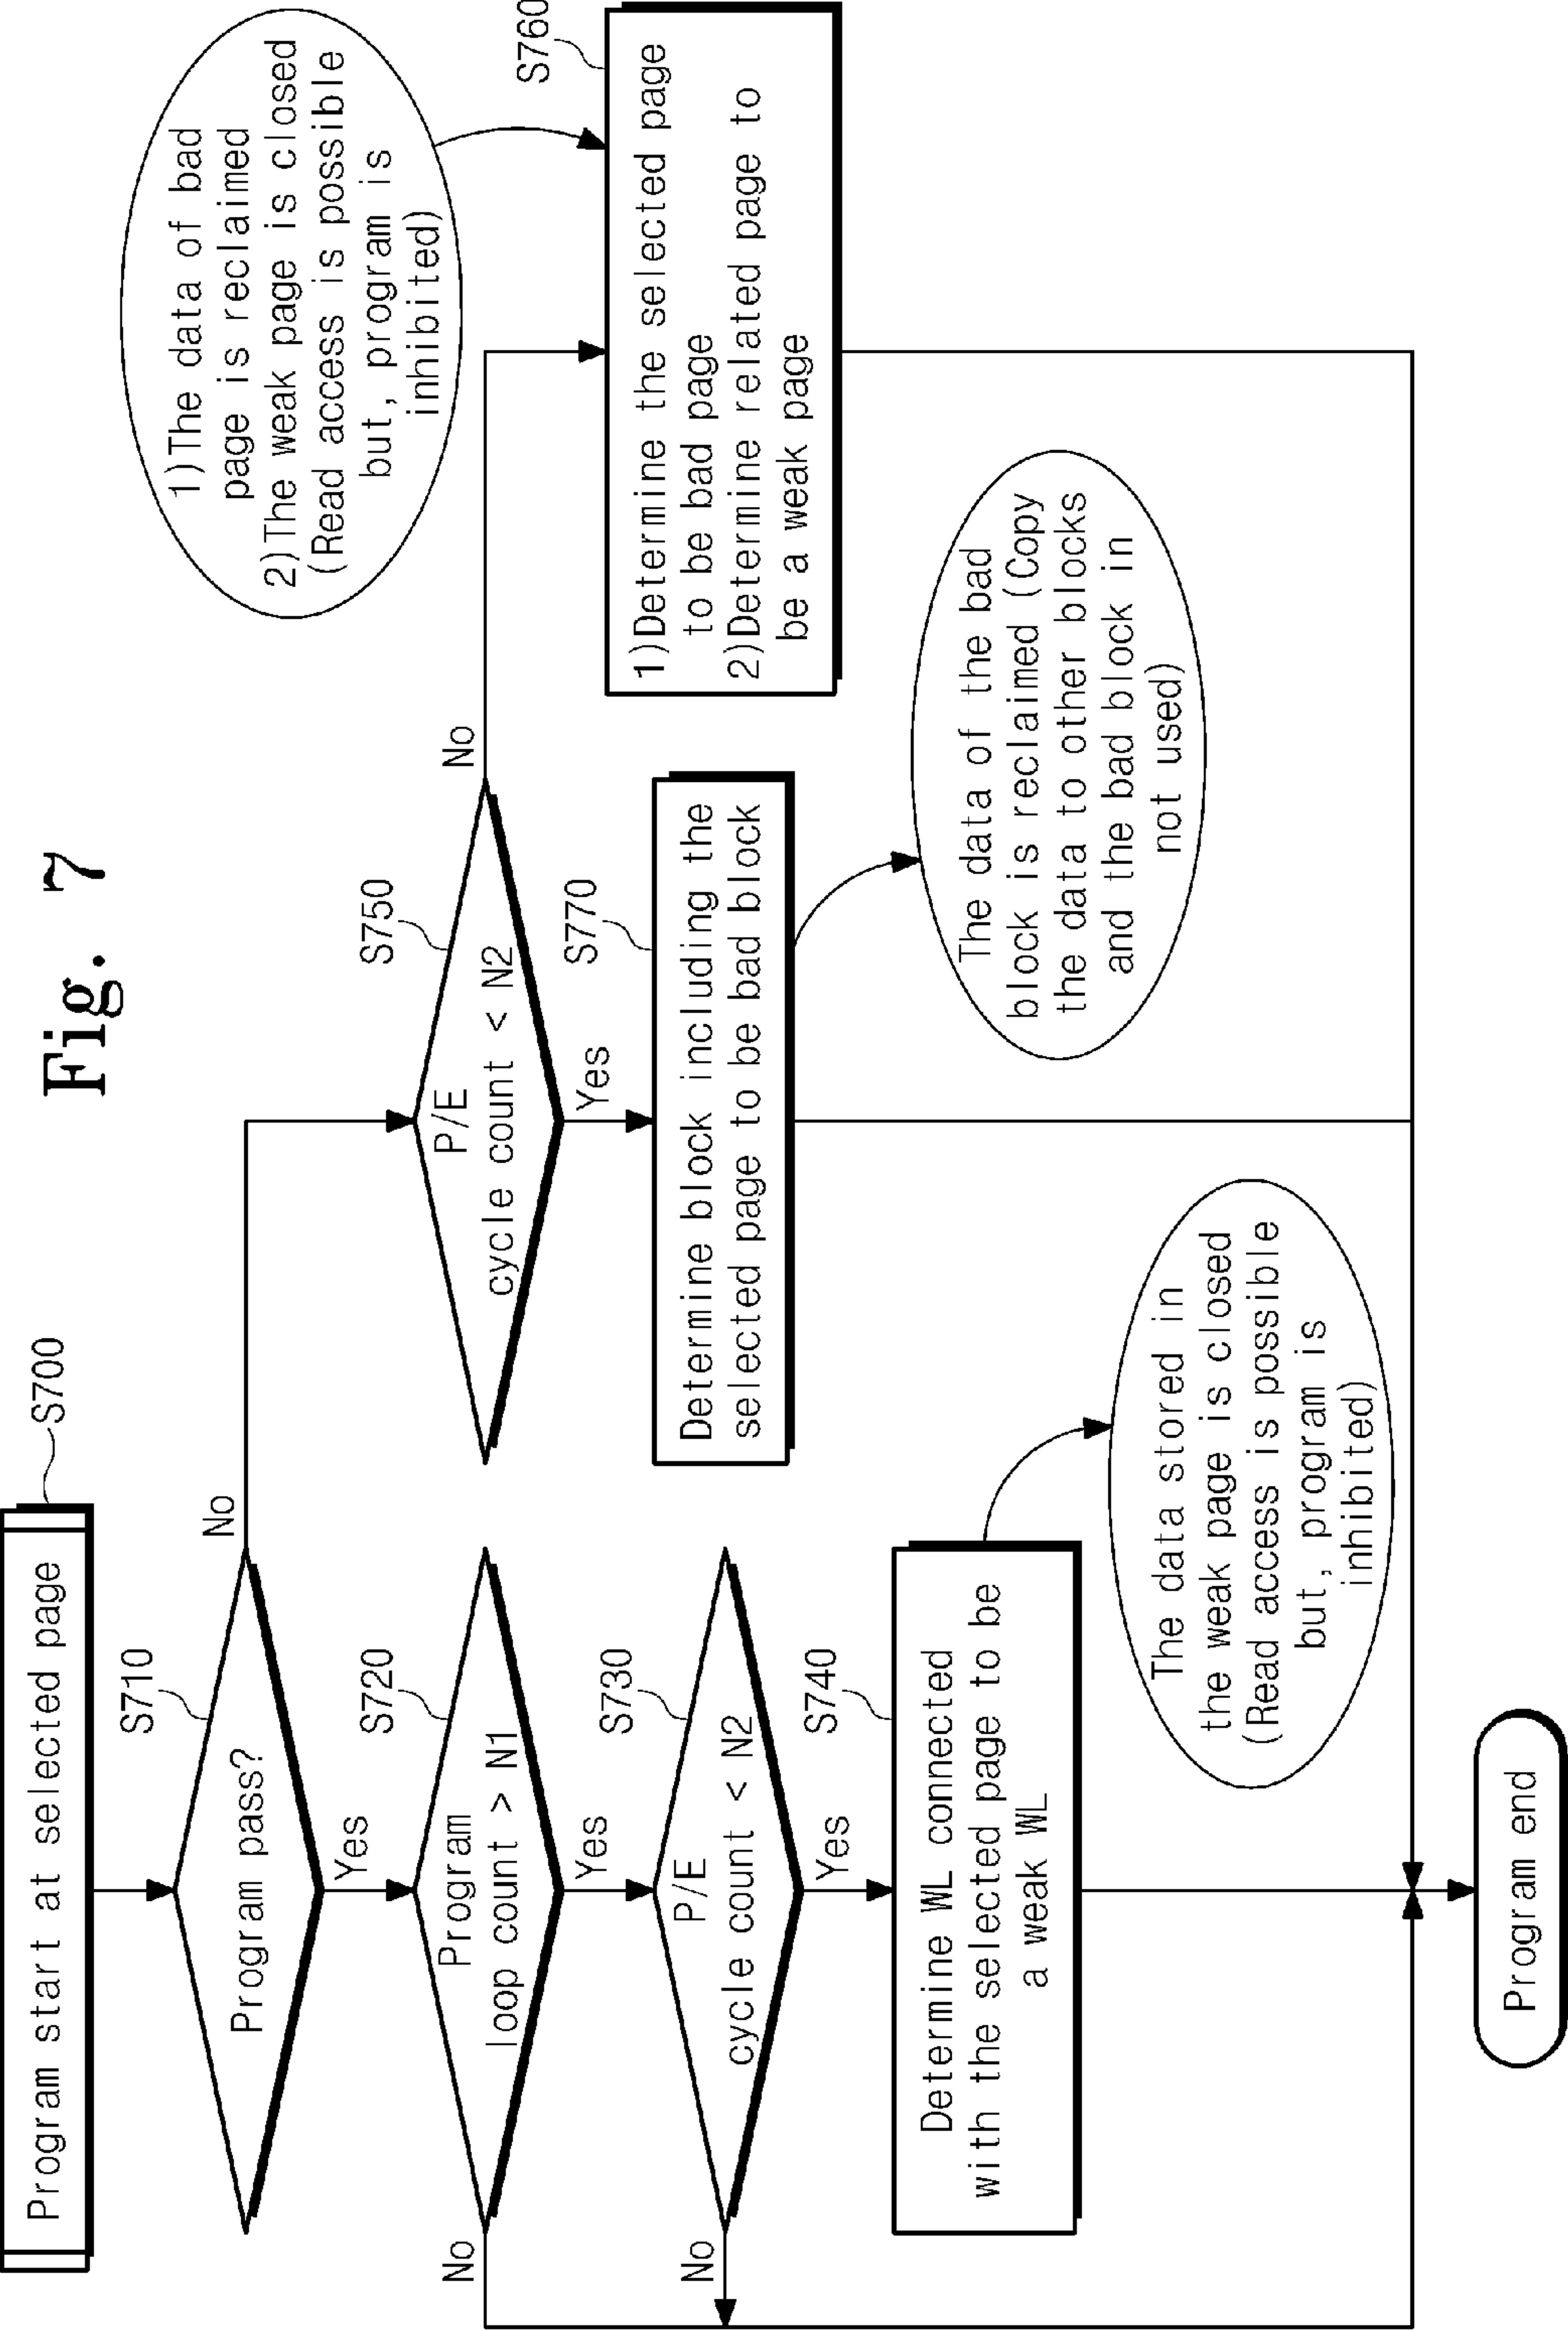 Fig. 7
Program start at selected page
S700
S710
Program pass?
No
Yes
S720
Program
loop count > N1
No
Yes
S730
P/E
cycle count < N2
No
Yes
S740
Determine WL connected
with the selected page to be
a weak WL
The data stored in
the weak page is closed
(Read access is possible
but, program is
inhibited)
S750
P/E
cycle count < N2
No
Yes
S770
Determine block including the
selected page to be bad block
The data of the bad
block is reclaimed (Copy
the data to other blocks
and the bad block in
not used)
1)The data of bad
page is reclaimed
2)The weak page is closed
(Read access is possible
but, program is
inhibited)
S760
1)Determine the selected page
to be bad page
2)Determine related page to
be a weak page
Program end